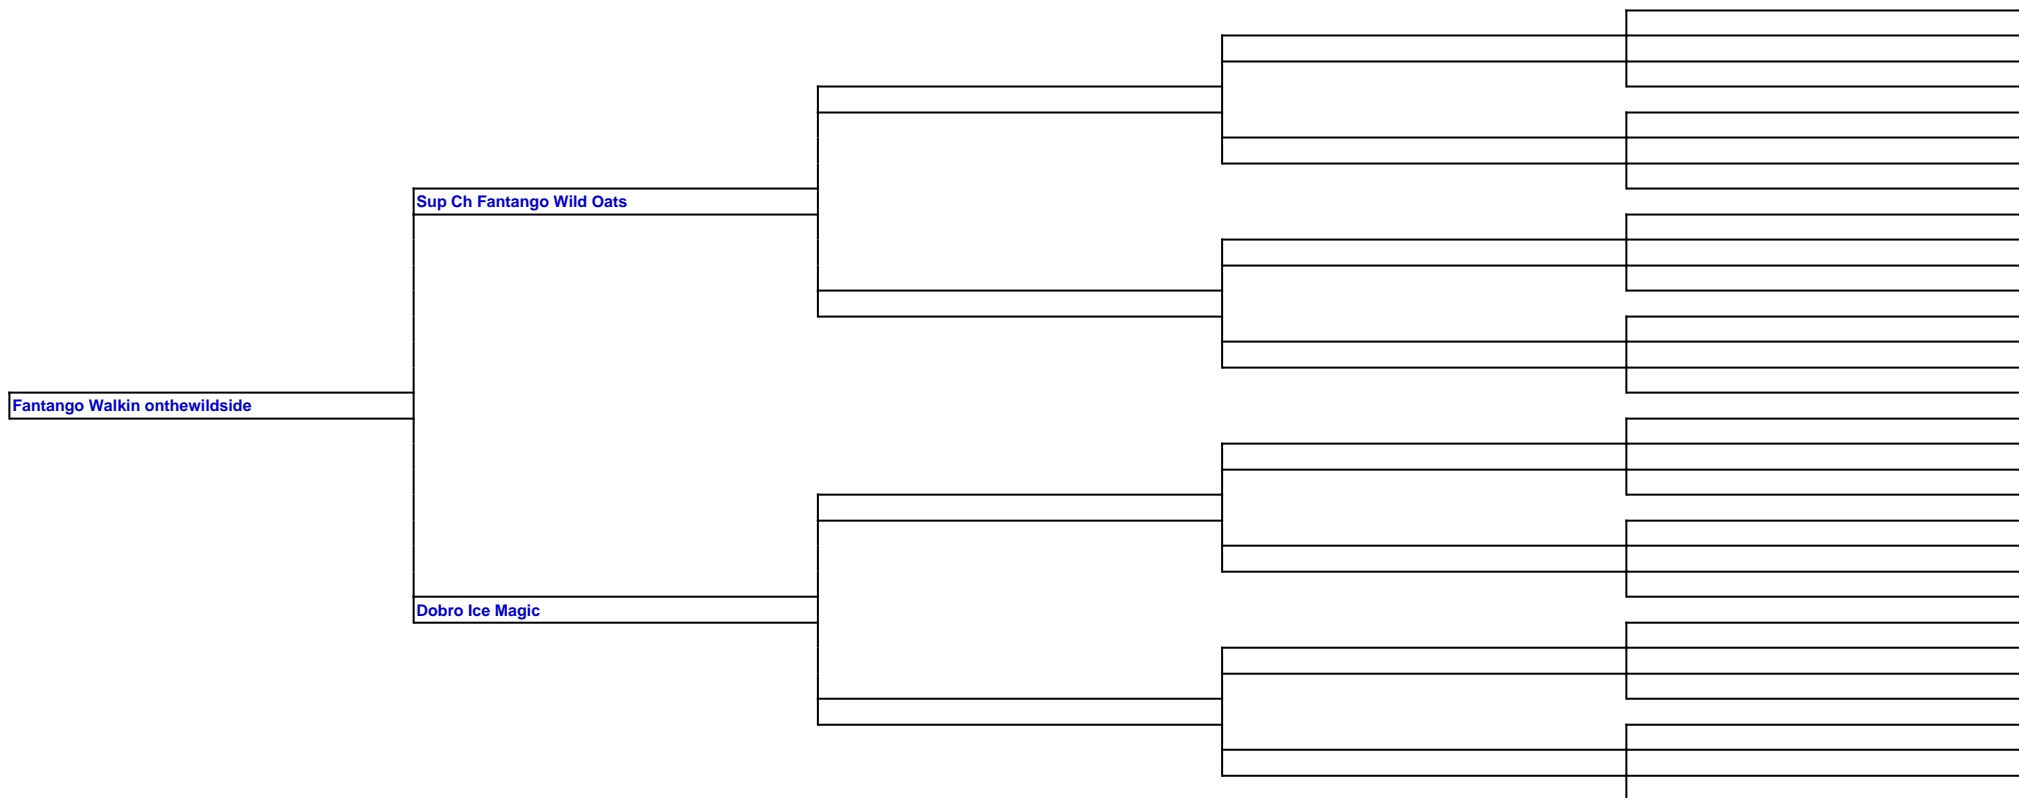 Sup Ch Fantango Wild Oats
Fantango Walkin onthewildside
Dobro Ice Magic